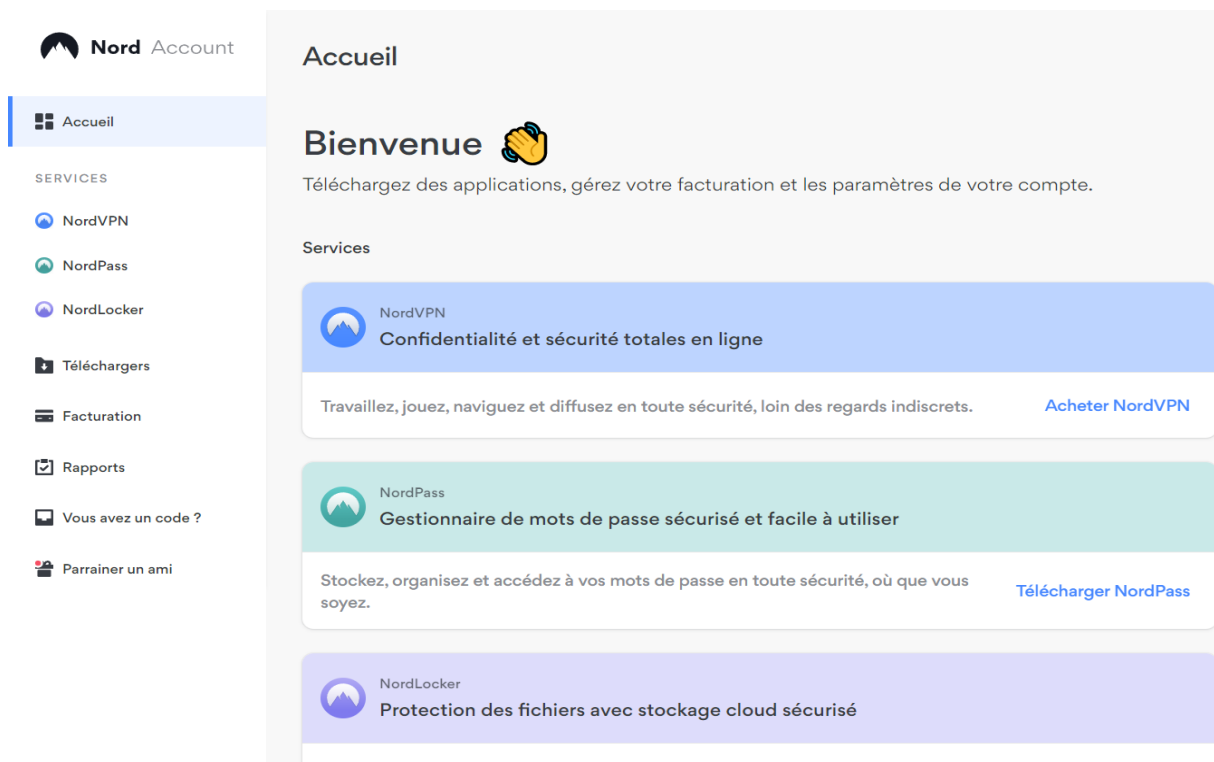 Nord Account
Accueil
SERVICES
NordVPN
NordPass
NordLocker
Téléchargers
Facturation
Rapports
Vous avez un code ?
Parrainer un ami
Accueil
Bienvenue
Téléchargez des applications, gérez votre facturation et les paramètres de votre compte.
Services
NordVPN
Confidentialité et sécurité totales en ligne
Travaillez, jouez, naviguez et diffusez en toute sécurité, loin des regards indiscrets.
Acheter NordVPN
NordPass
Gestionnaire de mots de passe sécurisé et facile à utiliser
Stockez, organisez et accédez à vos mots de passe en toute sécurité, où que vous
soyez.
Télécharger NordPass
NordLocker
Protection des fichiers avec stockage cloud sécurisé